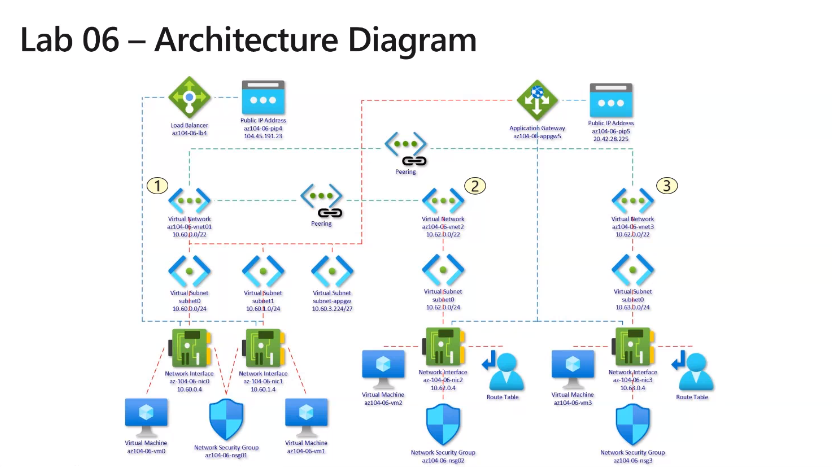 Lab 06 – Architecture Diagram
Load Balancer
az104-06-lb4
Public IP Address
az104-06-pip4
104.45.191.23
Application Gateway
az104-06-appgw5
Public IP Address
az104-06-pip5
20.42.28.225
Peering
1
2
3
Virtual Network
az104-06-vnet01
10.60.0.0/22
Peering
Virtual Network
az104-06-vnet2
10.62.0.0/22
Virtual Network
az104-06-vnet3
10.62.0.0/22
Virtual Subnet
subnet0
10.60.0.0/24
Virtual Subnet
subnet1
10.60.1.0/24
Virtual Subnet
subnet-appgw
10.60.3.224/27
Virtual Subnet
subnet0
10.62.0.0/24
Virtual Subnet
subnet0
10.63.0.0/24
Network Interface
az-104-06-nic0
10.60.0.4
Network Interface
az-104-06-nic1
10.60.1.4
Network Interface
az-104-06-nic2
10.62.0.4
Network Interface
az-104-06-nic3
10.63.0.4
Virtual Machine
az104-06-vm2
Route Table
Virtual Machine
az104-06-vm3
Route Table
Virtual Machine
az104-06-vm0
Network Security Group
az104-06-nsg01
Virtual Machine
az104-06-vm1
Network Security Group
az104-06-nsg02
Network Security Group
az104-06-nsg3